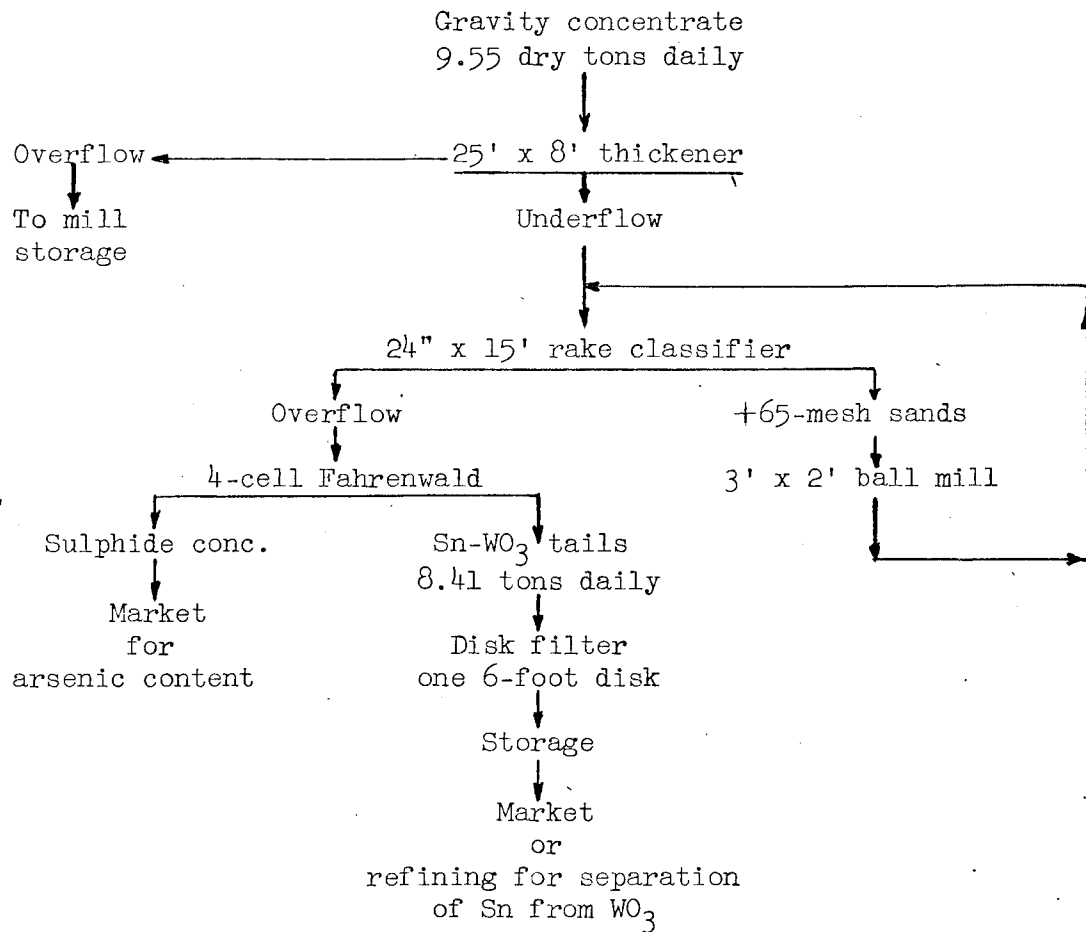 Gravity concentrate
9.55 dry tons daily
Overflow
25' x 8' thickener
To mill
storage
Underflow
24" x 15' rake classifier
Overflow
+65-mesh sands
4-cell Fahrenwald
3' x 2' ball mill
Sulphide conc.
Sn-WO3 tails
8.41 tons daily
Market
for
arsenic content
Disk filter
one 6-foot disk
Storage
Market
or
refining for separation
of Sn from WO3